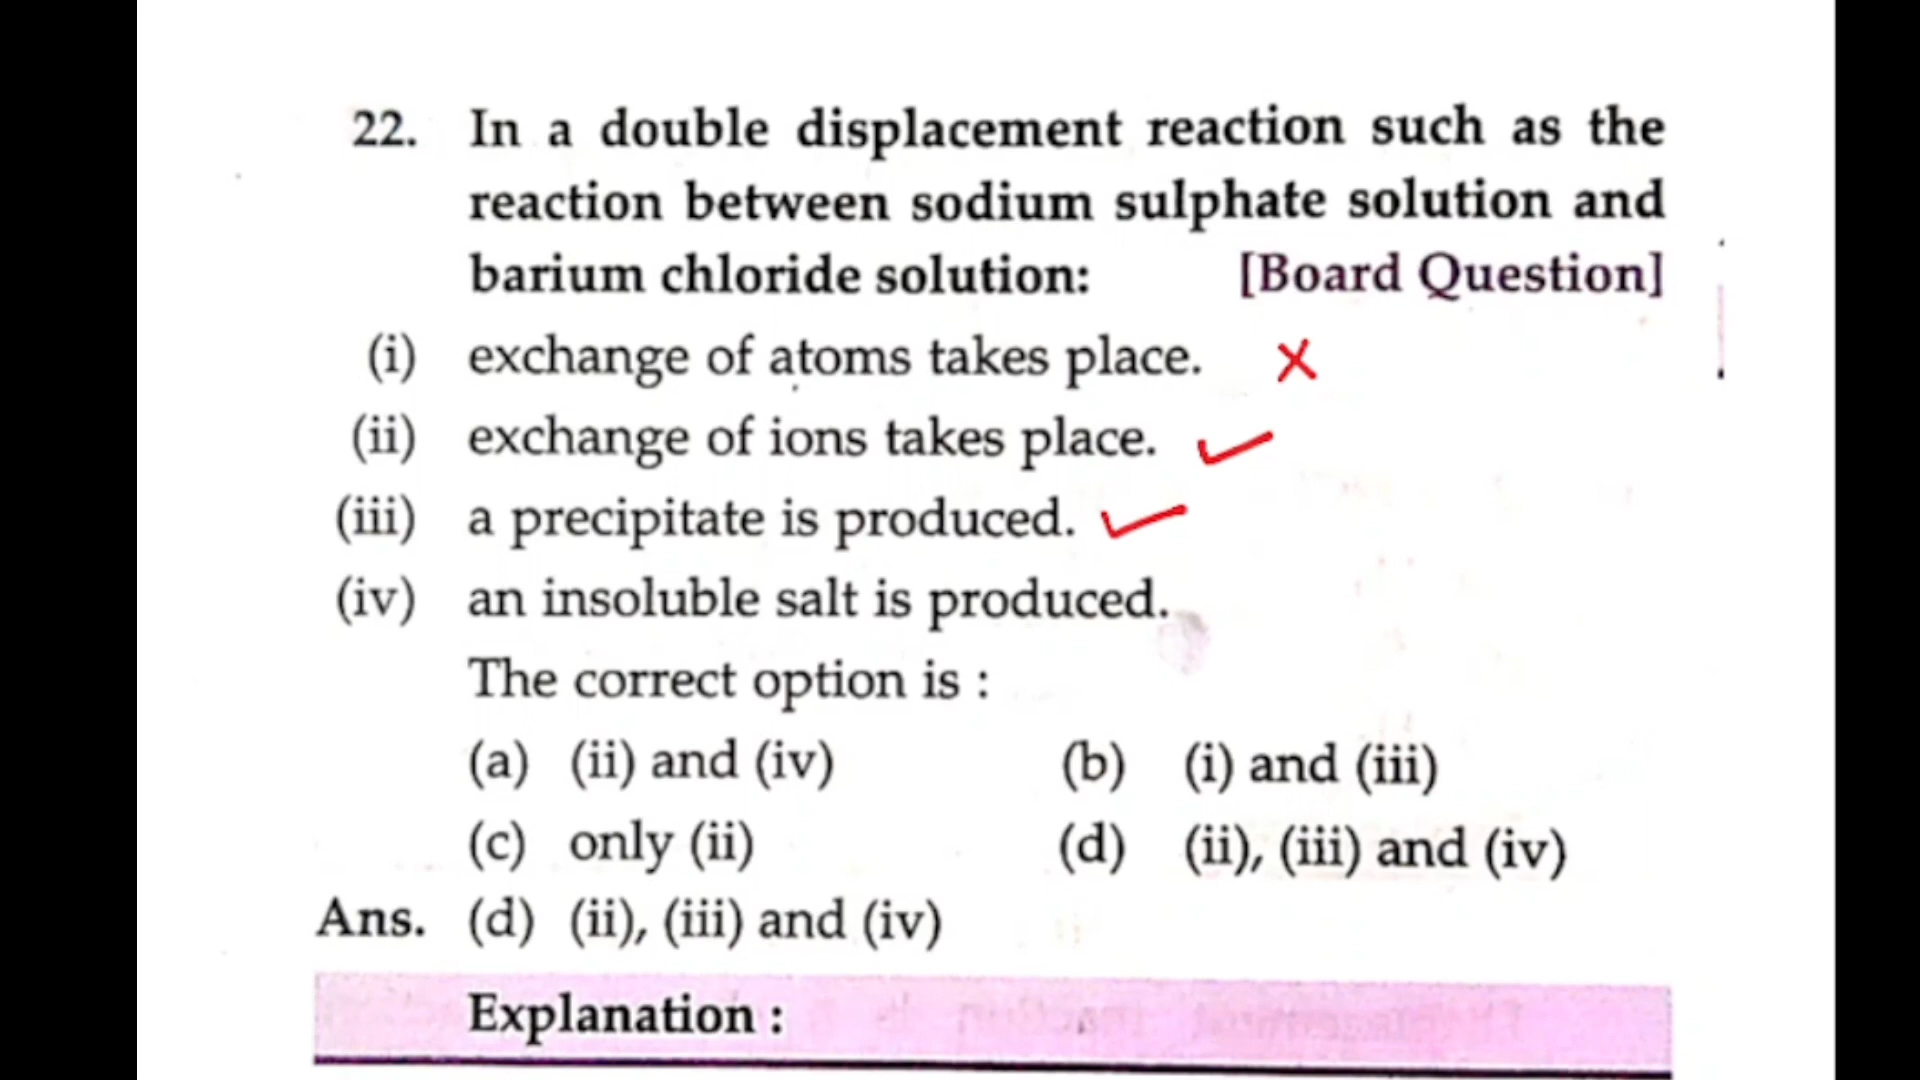 22. In a double displacement reaction such as the
reaction between sodium sulphate solution and
barium chloride solution: [Board Question]
(i) exchange of atoms takes place.
(ii) exchange of ions takes place.
(iii) a precipitate is produced.
(iv) an insoluble salt is produced.
The correct option is :
(a) (ii) and (iv) (b) (i) and (iii)
(c) only (ii) (d) (ii), (iii) and (iv)
Ans. (d) (ii), (iii) and (iv)
Explanation :